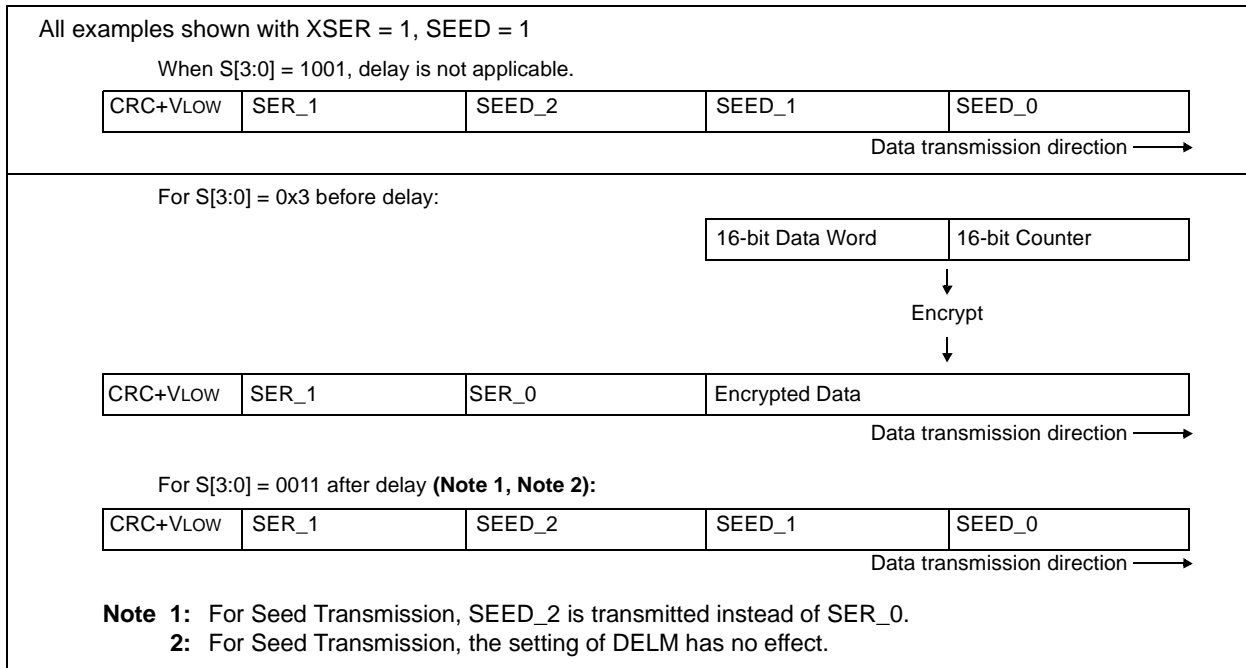 All examples shown with XSER = 1, SEED = 1
When S[3:0] = 1001, delay is not applicable.
CRC+VLOW SER_1 SEED_2 SEED_1 SEED_0
Data transmission direction
For S[3:0] = 0x3 before delay:
16-bit Data Word 16-bit Counter
Encrypt
CRC+VLOW SER_1 SER_0 Encrypted Data
Data transmission direction
For S[3:0] = 0011 after delay (Note 1, Note 2):
CRC+VLOW SER_1 SEED_2 SEED_1 SEED_0
Data transmission direction
Note 1: For Seed Transmission, SEED_2 is transmitted instead of SER_0.
2: For Seed Transmission, the setting of DELM has no effect.